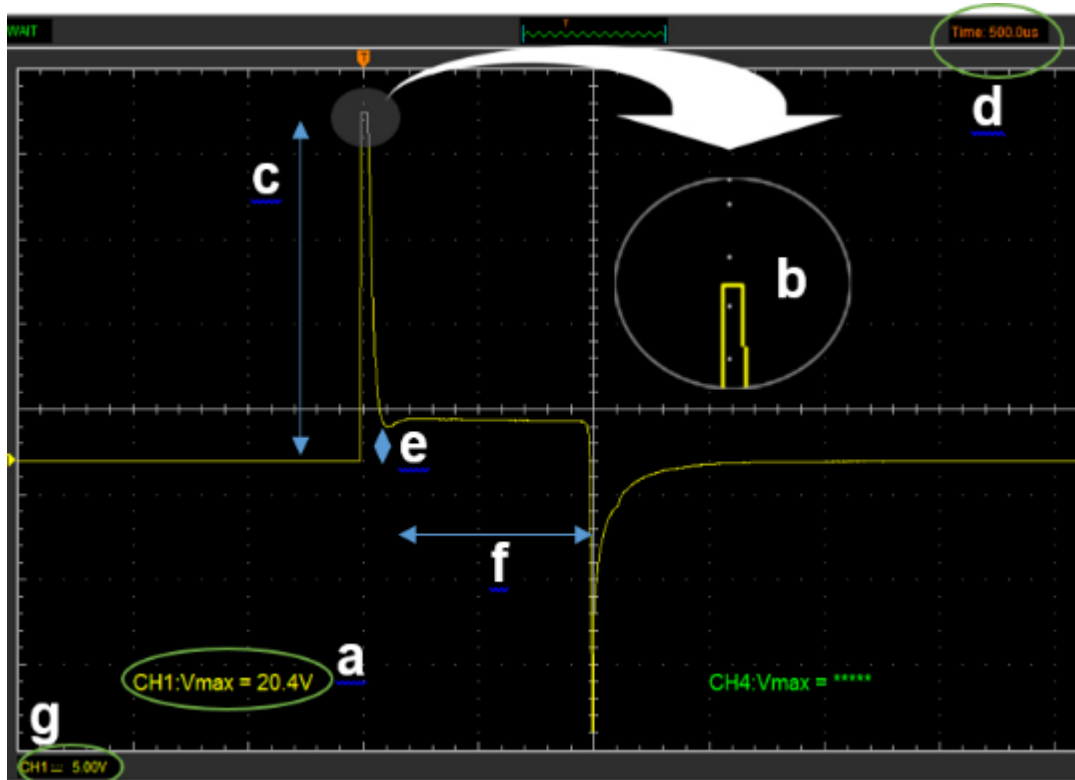 WAIT
T
Time: 500.0us
T
d
c
b
e
f
a
CH1:Vmax = 20.4V
CH4:Vmax = *****
g
CH1 5.00V